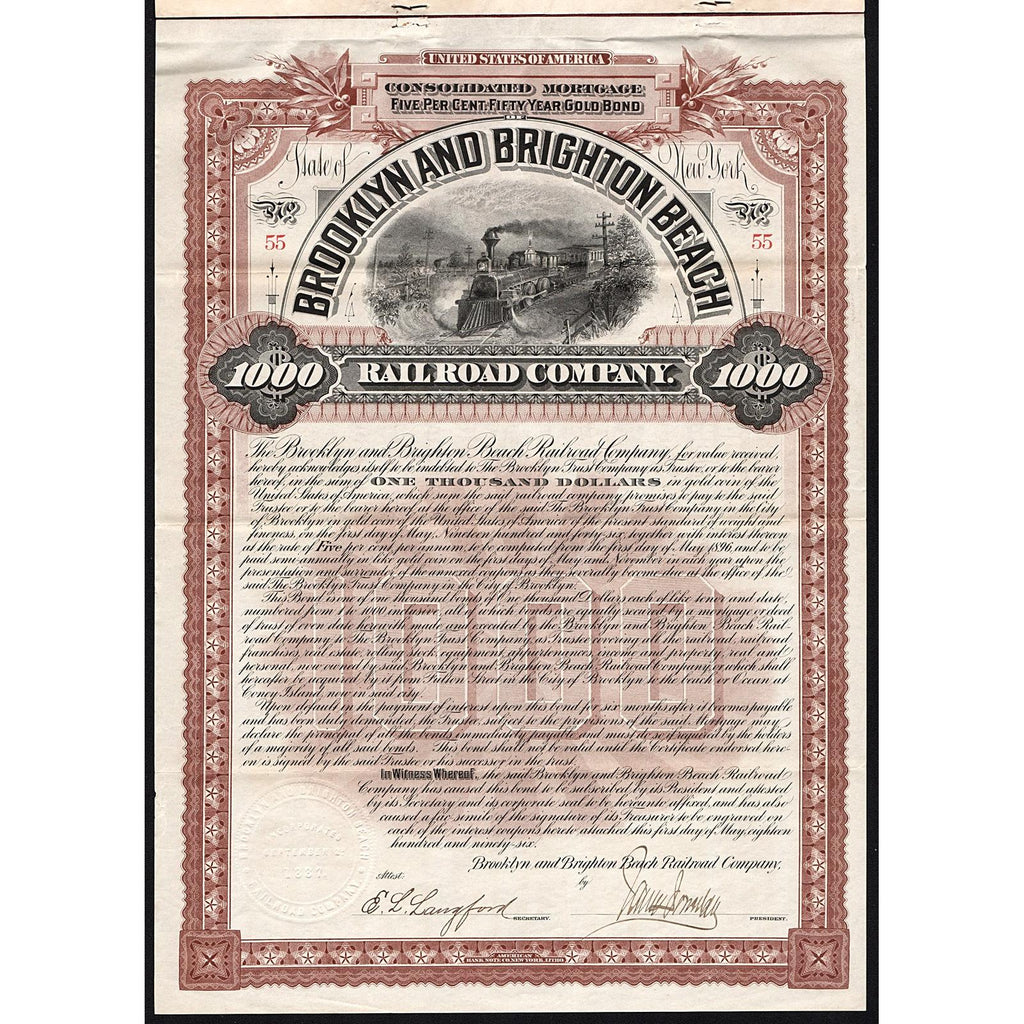 UNITED STATES OF AMERICA
CONSOLIDATED MORTGAGE
FIVE PER CENT. FIFTY YEAR GOLD BOND
OF
State of New York
BROOKLYN AND BRIGHTON BEACH
No. No.
55 55
$1000 RAILROAD COMPANY. $1000
The Brooklyn and Brighton Beach Railroad Company, for value received,
hereby acknowledges itself to be indebted to The Brooklyn Trust Company as Trustee, or to the bearer
hereof, in the sum of ONE THOUSAND DOLLARS in gold coin of the
United States of America, which sum the said railroad company promises to pay to the said
Trustee or to the bearer hereof at the office of the said The Brooklyn Trust Company in the City
of Brooklyn in gold coin of the United States of America of the present standard of weight and
fineness, on the first day of May, Nineteen hundred and forty-six, together with interest thereon
at the rate of Five per cent. per annum, to be computed from the first day of May 1896, and to be
paid semi-annually in like gold coin on the first days of May and November in each year upon the
presentation and surrender of the annexed coupons as they severally become due at the office of the
said The Brooklyn Trust Company in the City of Brooklyn.
This Bond is one of one thousand bonds of One thousand Dollars each of like tenor and date,
numbered from 1 to 1000 inclusive, all of which bonds are equally secured by a mortgage or deed
of trust of even date herewith made and executed by the Brooklyn and Brighton Beach Rail-
road Company to The Brooklyn Trust Company as Trustee covering all the railroad, railroad
franchises, real estate, rolling stock, equipment, appurtenances, income and property, real and
personal, now owned by said Brooklyn and Brighton Beach Railroad Company, or which shall
hereafter be acquired by it from Fulton Street in the City of Brooklyn to the beach or Ocean at
Coney Island, now in said city.
Upon default in the payment of interest upon this bond for six months after it becomes payable
and has been duly demanded, the Trustee, subject to the provisions of the said Mortgage may
declare the principal of all said bonds immediately payable and must do so if required by the holders
of a majority of all said bonds. This bond shall not be valid until the Certificate endorsed here-
on is signed by the said Trustee or his successor in the trust.
In Witness Whereof, the said Brooklyn and Brighton Beach Railroad
Company has caused this bond to be subscribed by its President and attested
by its Secretary and its corporate seal to be hereunto affixed, and has also
caused a fac-simile of the signature of its Treasurer to be engraved on
each of the interest coupons hereto attached this first day of May, eighteen
hundred and ninety-six.
1000
Brooklyn and Brighton Beach Railroad Company,
Attest: by
E. L. Langford SECRETARY. PRESIDENT.
BROOKLYN AND BRIGHTON BEACH
INCORPORATED
1887
RAILROAD COMPANY
AMERICAN
BANK NOTE CO. NEW YORK, LITHO.